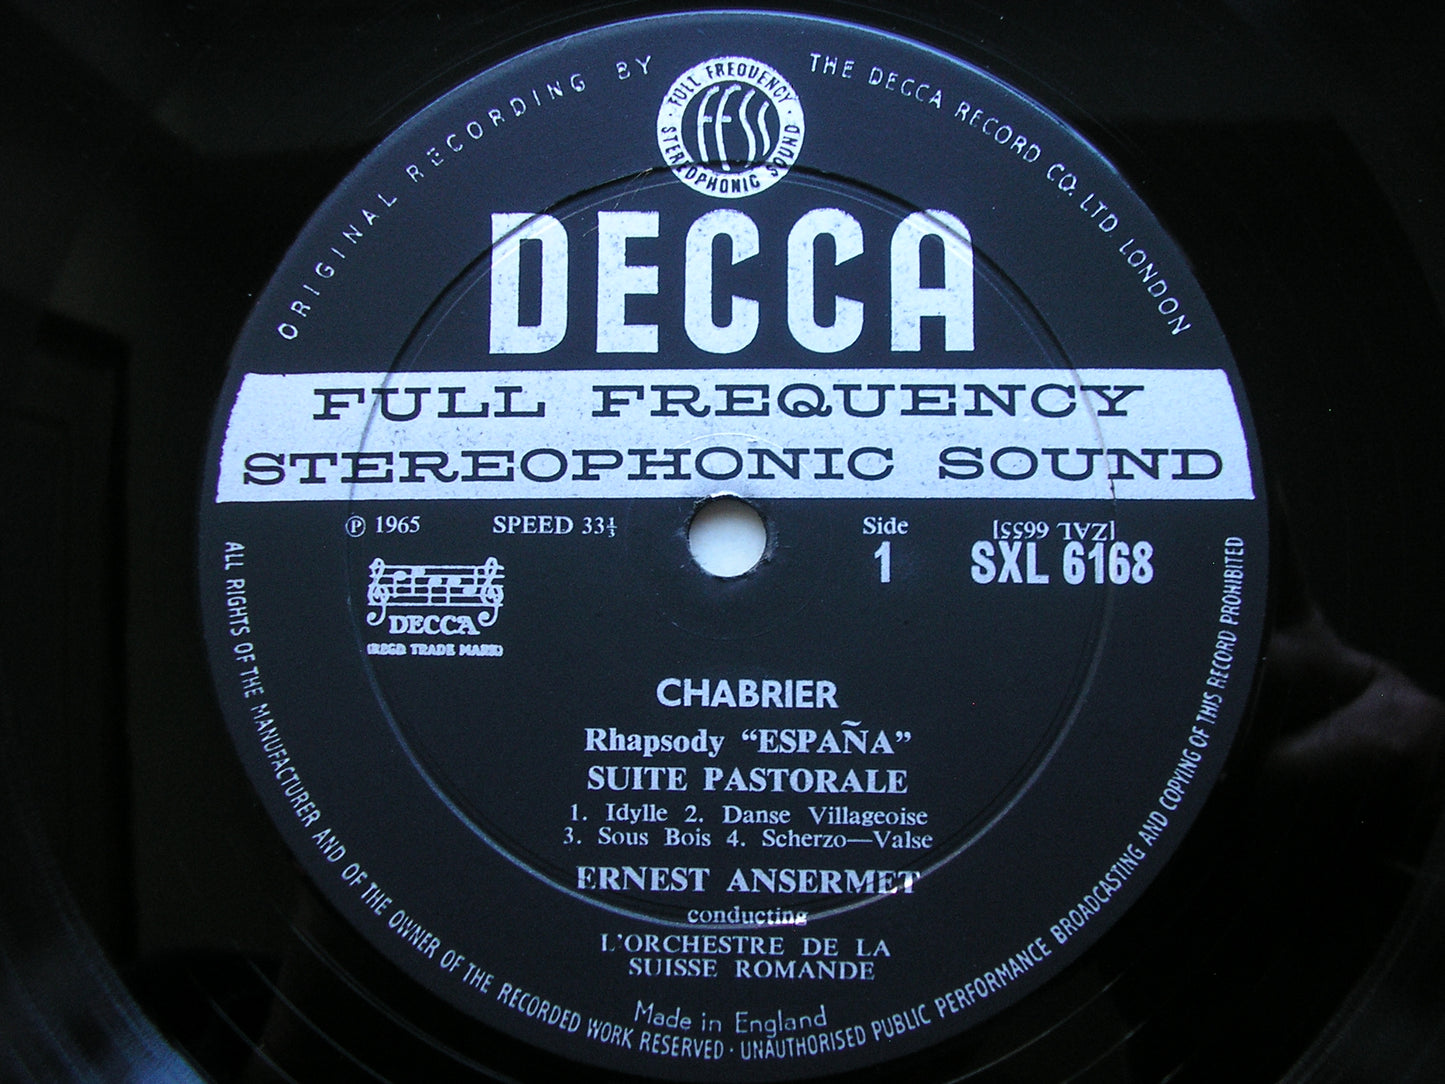 ORIGINAL RECORDING BY THE DECCA RECORD CO. LTD LONDON
FULL FREQUENCY · STEREOPHONIC SOUND ·
FFSS
DECCA
FULL FREQUENCY
STEREOPHONIC SOUND
℗ 1965 SPEED 33⅓ Side [ZAL 6655]
1 SXL 6168
DECCA
(REGD TRADE MARK)
CHABRIER
Rhapsody “ESPAÑA”
SUITE PASTORALE
1. Idylle 2. Danse Villageoise
3. Sous Bois 4. Scherzo—Valse
ERNEST ANSERMET
conducting
L'ORCHESTRE DE LA
SUISSE ROMANDE
Made in England
ALL RIGHTS OF THE MANUFACTURER AND OF THE OWNER OF THE RECORDED WORK RESERVED · UNAUTHORISED PUBLIC PERFORMANCE BROADCASTING AND COPYING OF THIS RECORD PROHIBITED